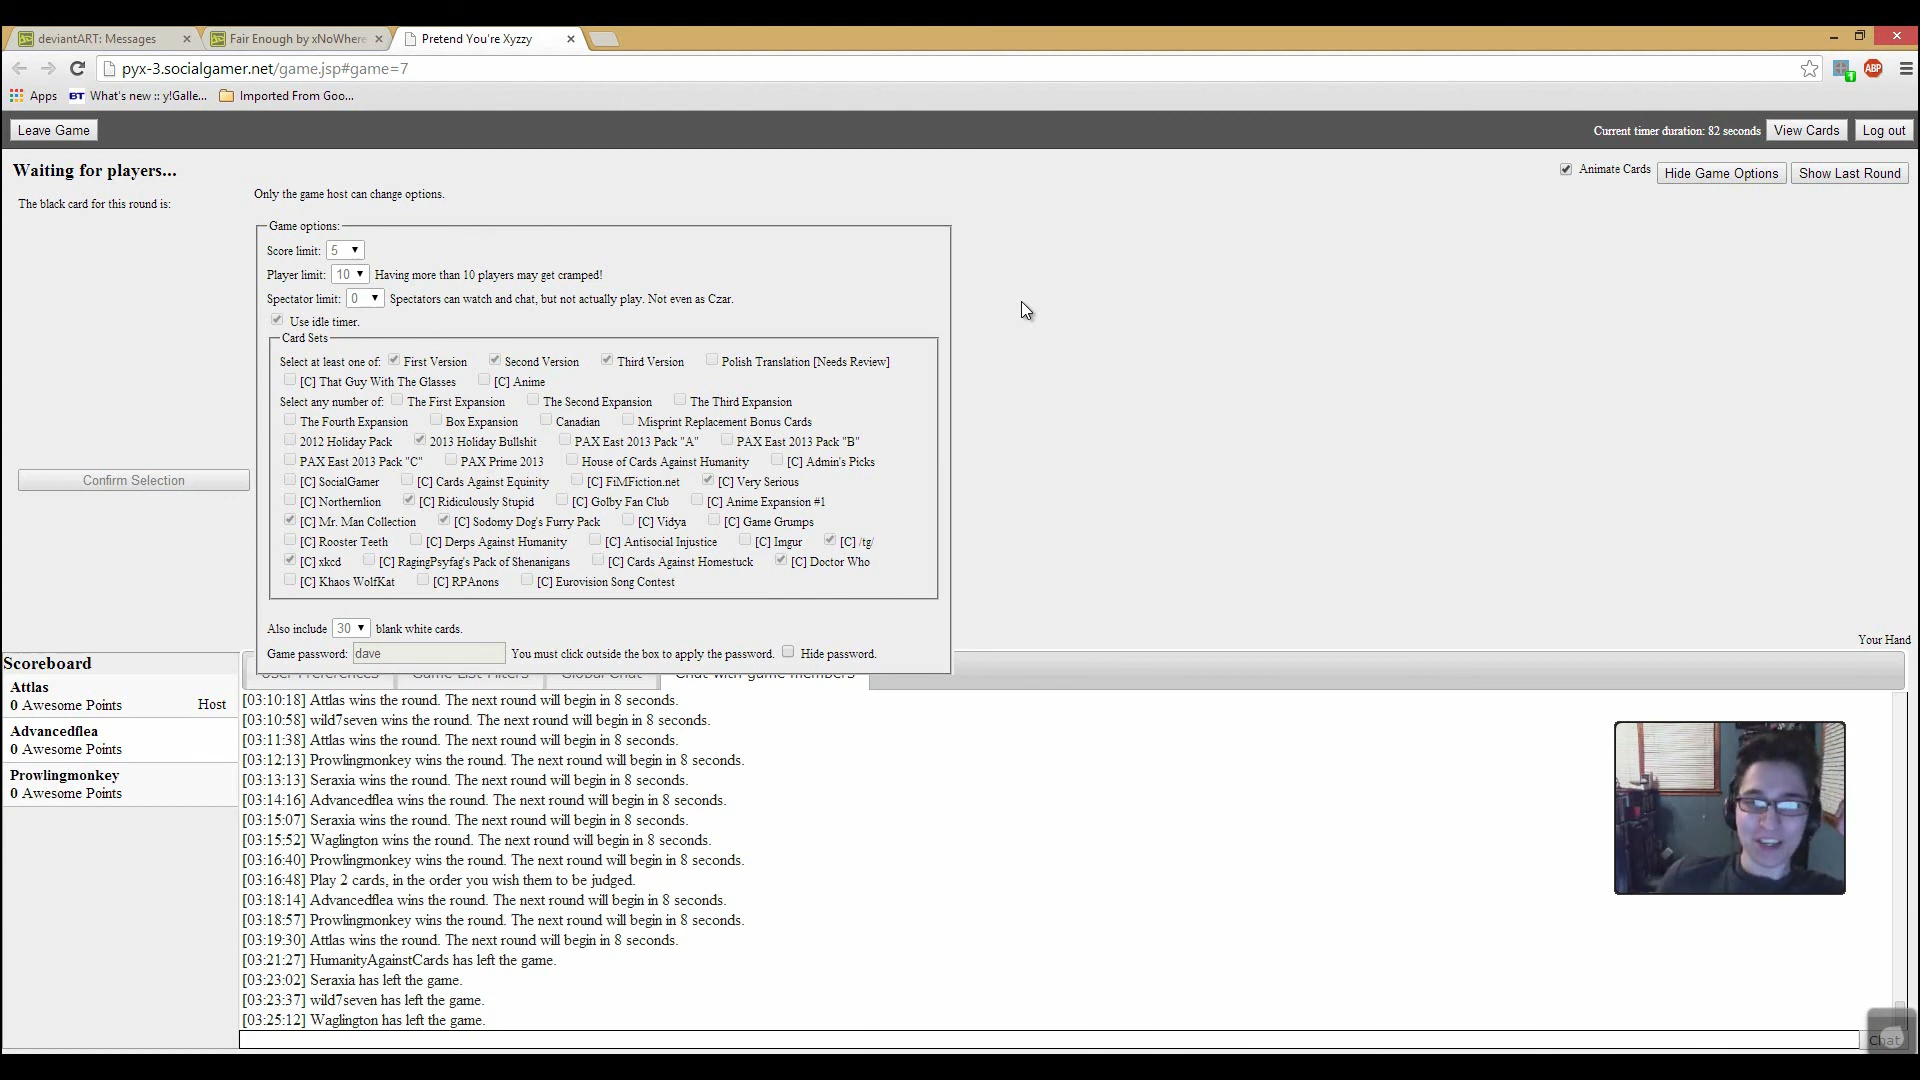 deviantART: Messages
Fair Enough by xNoWhere
Pretend You're Xyzzy
pyx-3.socialgamer.net/game.jsp#game=7
ABP
1
Apps
BT What's new :: y!Galle...
Imported From Goo...
Leave Game
Current timer duration: 82 seconds
View Cards
Log out
Waiting for players...
Animate Cards
Hide Game Options
Show Last Round
The black card for this round is:
Only the game host can change options.
Game options:
Score limit: 5
Player limit: 10 Having more than 10 players may get cramped!
Spectator limit: 0 Spectators can watch and chat, but not actually play. Not even as Czar.
Use idle timer.
Card Sets
Select at least one of: First Version Second Version Third Version Polish Translation [Needs Review]
[C] That Guy With The Glasses [C] Anime
Select any number of: The First Expansion The Second Expansion The Third Expansion
The Fourth Expansion Box Expansion Canadian Misprint Replacement Bonus Cards
2012 Holiday Pack 2013 Holiday Bullshit PAX East 2013 Pack "A" PAX East 2013 Pack "B"
PAX East 2013 Pack "C" PAX Prime 2013 House of Cards Against Humanity [C] Admin's Picks
[C] SocialGamer [C] Cards Against Equinity [C] FiMFiction.net [C] Very Serious
[C] Northernlion [C] Ridiculously Stupid [C] Golby Fan Club [C] Anime Expansion #1
[C] Mr. Man Collection [C] Sodomy Dog's Furry Pack [C] Vidya [C] Game Grumps
[C] Rooster Teeth [C] Derps Against Humanity [C] Antisocial Injustice [C] Imgur [C] /tg/
[C] xkcd [C] RagingPsyfag's Pack of Shenanigans [C] Cards Against Homestuck [C] Doctor Who
[C] Khaos WolfKat [C] RPAnons [C] Eurovision Song Contest
Confirm Selection
Also include 30 blank white cards.
Game password: dave You must click outside the box to apply the password. Hide password.
Your Hand
Scoreboard
Attlas
0 Awesome Points Host
Advancedflea
0 Awesome Points
Prowlingmonkey
0 Awesome Points
User Preferences
Game List Filters
Global Chat
Chat with game members
[03:10:18] Attlas wins the round. The next round will begin in 8 seconds.
[03:10:58] wild7seven wins the round. The next round will begin in 8 seconds.
[03:11:38] Attlas wins the round. The next round will begin in 8 seconds.
[03:12:13] Prowlingmonkey wins the round. The next round will begin in 8 seconds.
[03:13:13] Seraxia wins the round. The next round will begin in 8 seconds.
[03:14:16] Advancedflea wins the round. The next round will begin in 8 seconds.
[03:15:07] Seraxia wins the round. The next round will begin in 8 seconds.
[03:15:52] Waglington wins the round. The next round will begin in 8 seconds.
[03:16:40] Prowlingmonkey wins the round. The next round will begin in 8 seconds.
[03:16:48] Play 2 cards, in the order you wish them to be judged.
[03:18:14] Advancedflea wins the round. The next round will begin in 8 seconds.
[03:18:57] Prowlingmonkey wins the round. The next round will begin in 8 seconds.
[03:19:30] Attlas wins the round. The next round will begin in 8 seconds.
[03:21:27] HumanityAgainstCards has left the game.
[03:23:02] Seraxia has left the game.
[03:23:37] wild7seven has left the game.
[03:25:12] Waglington has left the game.
Chat